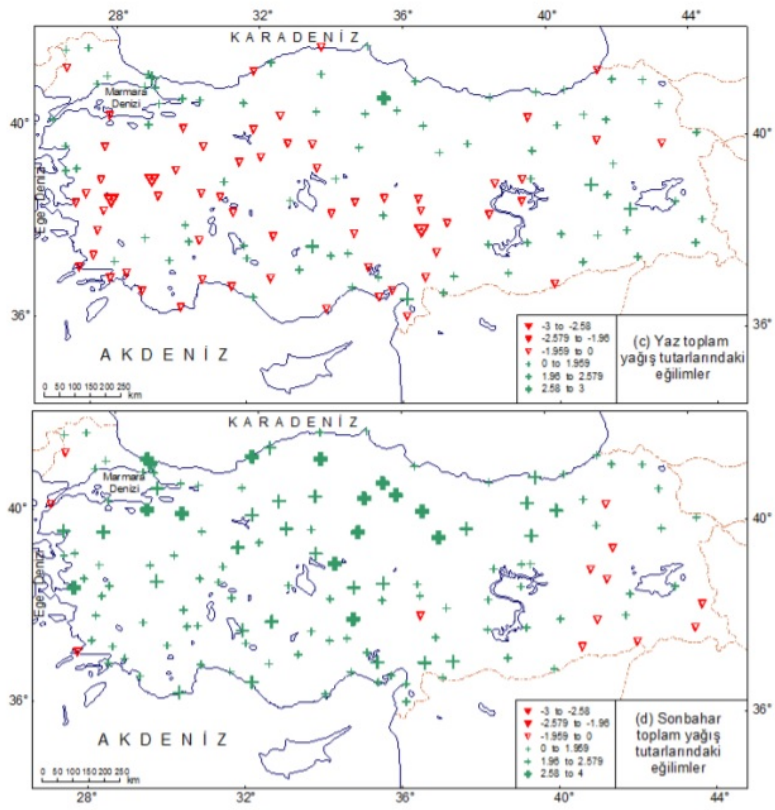 28° 32° 36° 40° 44°
KARADENİZ
Marmara
Denizi
40° 40°
Ege Denizi
36° 36°
AKDENİZ
0 50 100 150 200 250
km
-3 to -2.58
-2.579 to -1.96
-1.959 to 0
0 to 1.959
1.96 to 2.579
2.58 to 3
(c) Yaz toplam
yağış tutarlarındaki
eğilimler
KARADENİZ
Marmara
Denizi
40° 40°
Ege Denizi
36° 36°
AKDENİZ
0 50 100 150 200 250
km
-3 to -2.58
-2.579 to -1.96
-1.959 to 0
0 to 1.959
1.96 to 2.579
2.58 to 4
(d) Sonbahar
toplam yağış
tutarlarındaki
eğilimler
28° 32° 36° 40° 44°